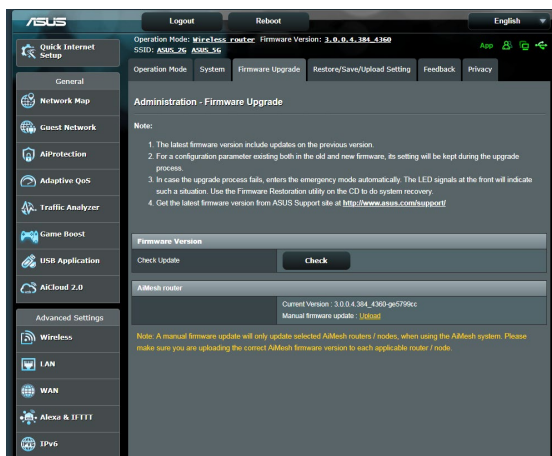 ASUS
Logout
Reboot
English
Quick Internet
Setup
Operation Mode: Wireless router Firmware Version: 3.0.0.4.384_4360
SSID: ASUS_2G ASUS_5G
App
Operation Mode
System
Firmware Upgrade
Restore/Save/Upload Setting
Feedback
Privacy
General
Network Map
Guest Network
AiProtection
Adaptive QoS
Traffic Analyzer
Game Boost
USB Application
AiCloud 2.0
Advanced Settings
Wireless
LAN
WAN
Alexa & IFTTT
IPv6
Administration - Firmware Upgrade
Note:
1. The latest firmware version include updates on the previous version.
2. For a configuration parameter existing both in the old and new firmware, its setting will be kept during the upgrade
process.
3. In case the upgrade process fails, enters the emergency mode automatically. The LED signals at the front will indicate
such a situation. Use the Firmware Restoration utility on the CD to do system recovery.
4. Get the latest firmware version from ASUS Support site at http://www.asus.com/support/
Firmware Version
Check Update
Check
AiMesh router
Current Version : 3.0.0.4.384_4360-ge5799cc
Manual firmware update : Upload
Note: A manual firmware update will only update selected AiMesh routers / nodes, when using the AiMesh system. Please
make sure you are uploading the correct AiMesh firmware version to each applicable router / node.